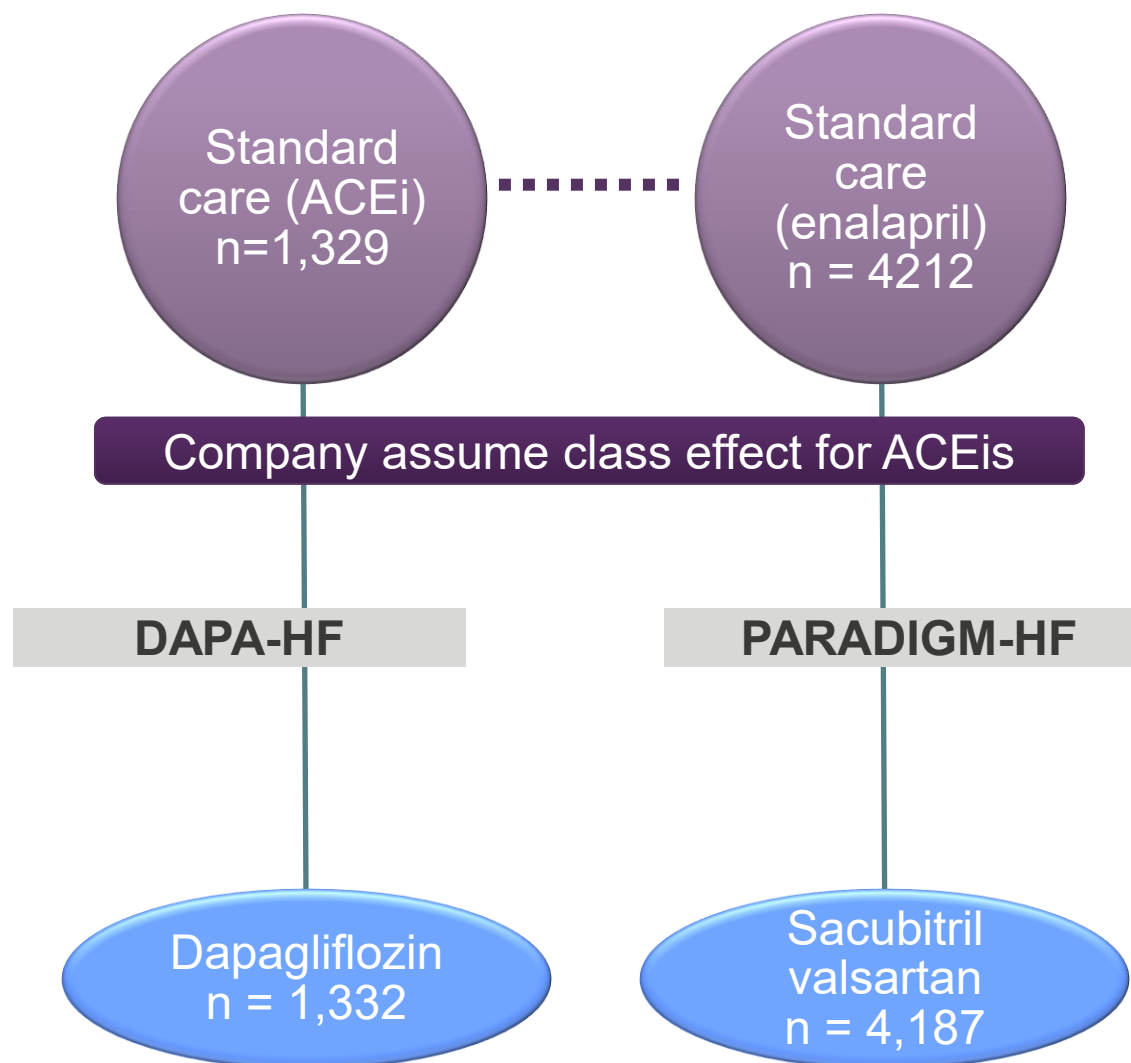 Standard
care (ACEi)
n=1,329
Standard
care
(enalapril)
n = 4212
Company assume class effect for ACEis
DAPA-HF
PARADIGM-HF
Dapagliflozin
n = 1,332
Sacubitril
valsartan
n = 4,187